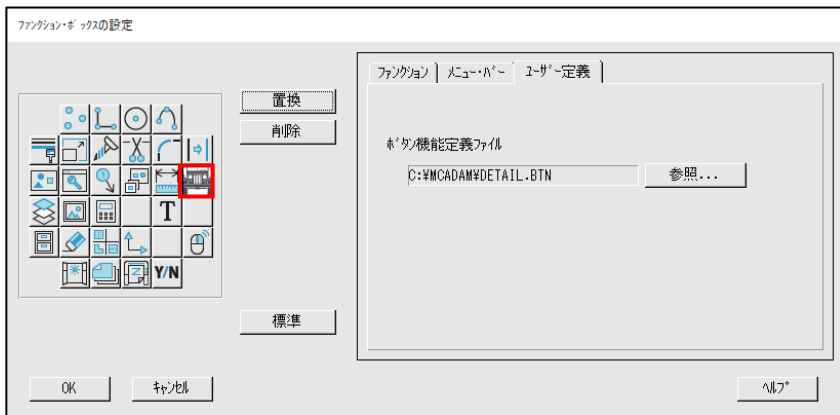 ﾌｧﾝｸｼｮﾝ･ﾎﾞｯｸｽの設定
ﾌｧﾝｸｼｮﾝ
ﾒﾆｭｰ･ﾊﾞｰ
ﾕｰｻﾞｰ定義
置換
削除
ﾎﾞﾀﾝ機能定義ﾌｧｲﾙ
C:¥MCADAM¥DETAIL.BTN
参照...
T
Y/N
標準
OK
ｷｬﾝｾﾙ
ﾍﾙﾌﾟ